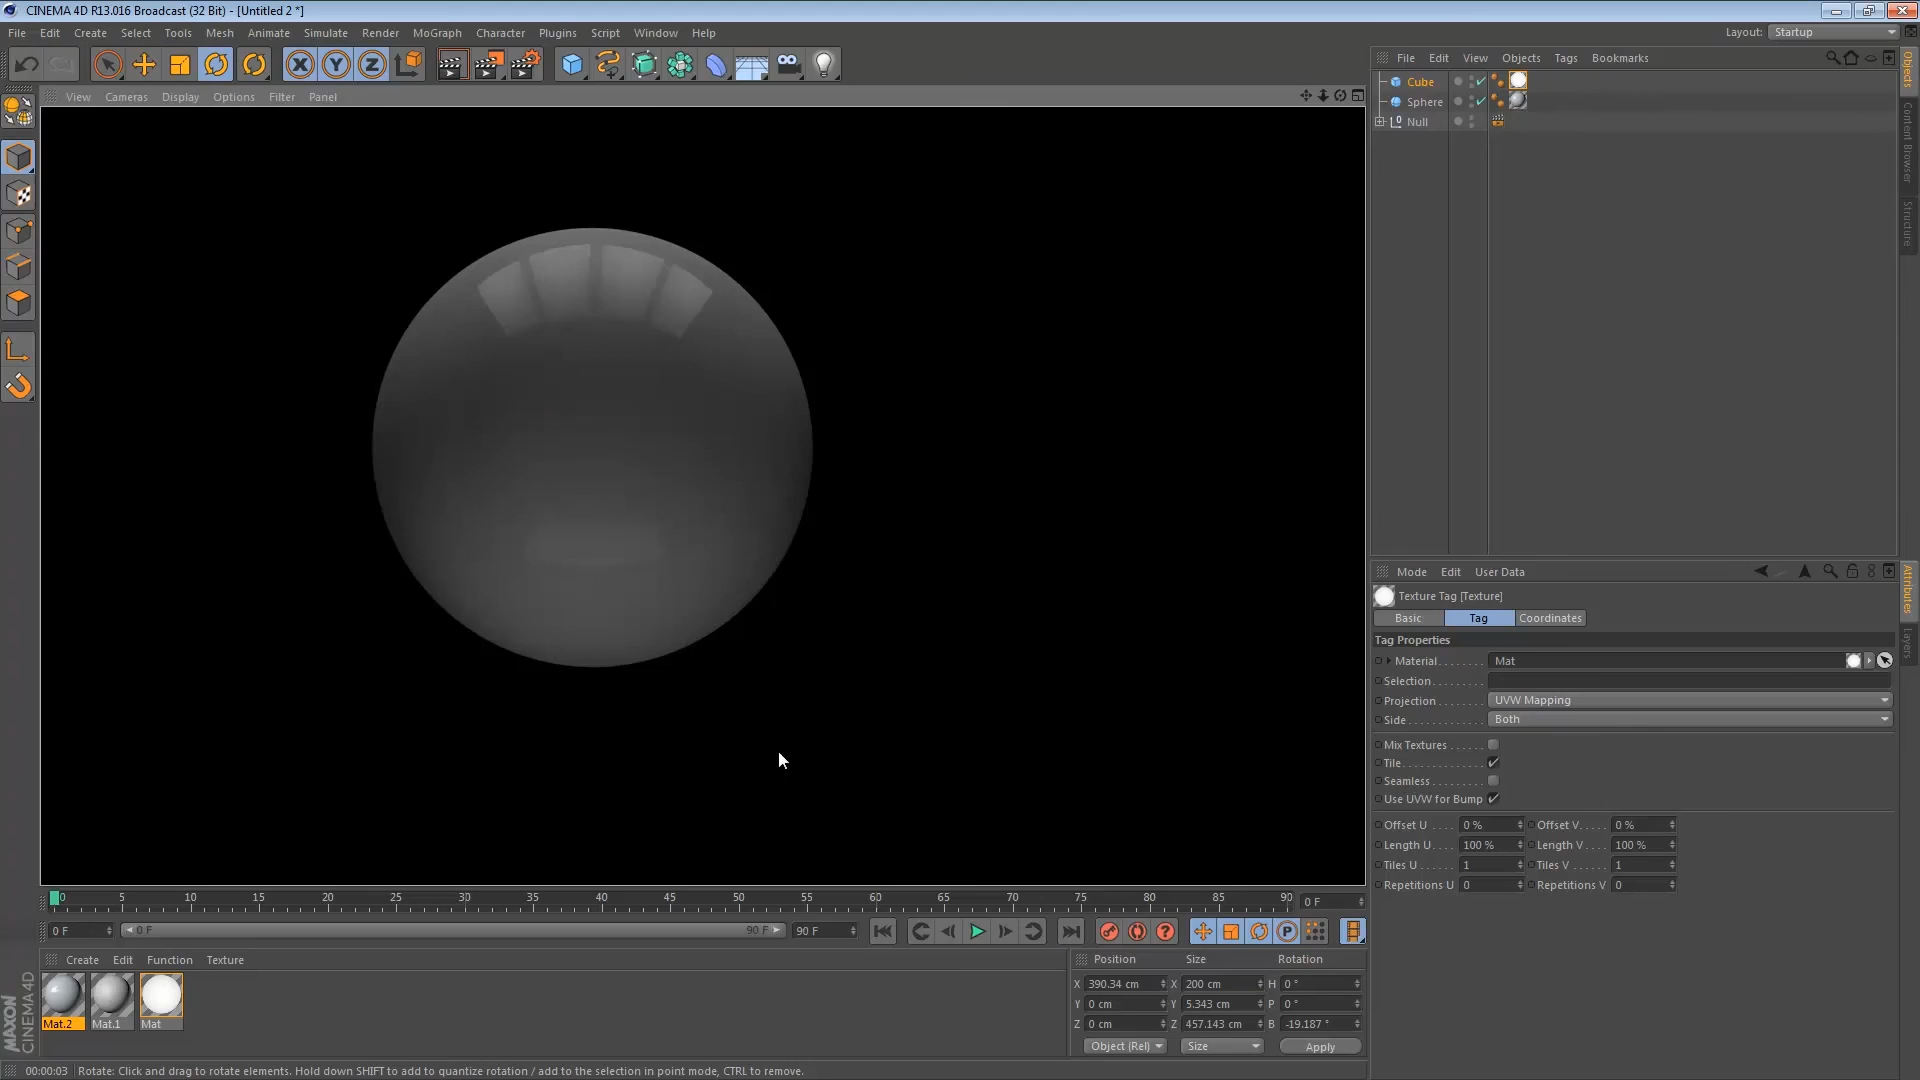 CINEMA 4D R13.016 Broadcast (32 Bit) - [Untitled 2 *]
File Edit Create Select Tools Mesh Animate Simulate Render MoGraph Character Plugins Script Window Help
Layout: Startup
View Cameras Display Options Filter Panel
File Edit View Objects Tags Bookmarks
Cube
Sphere
Null
Objects
Content Browser
Structure
Mode Edit User Data
Texture Tag [Texture]
Basic Tag Coordinates
Tag Properties
Material Mat
Selection
Projection UVW Mapping
Side Both
Mix Textures
Tile
Seamless
Use UVW for Bump
Offset U 0 % Offset V 0 %
Length U 100 % Length V 100 %
Tiles U 1 Tiles V 1
Repetitions U 0 Repetitions V 0
Attributes
Layers
0 5 10 15 20 25 30 35 40 45 50 55 60 65 70 75 80 85 90 0 F
0 F 0 F 90 F 90 F
Create Edit Function Texture
Mat.2 Mat.1 Mat
Position Size Rotation
X 390.34 cm X 200 cm H 0 °
Y 0 cm Y 5.343 cm P 0 °
Z 0 cm Z 457.143 cm B -19.187 °
Object (Rel) Size Apply
MAXON
CINEMA 4D
00:00:03 Rotate: Click and drag to rotate elements. Hold down SHIFT to add to quantize rotation / add to the selection in point mode, CTRL to remove.